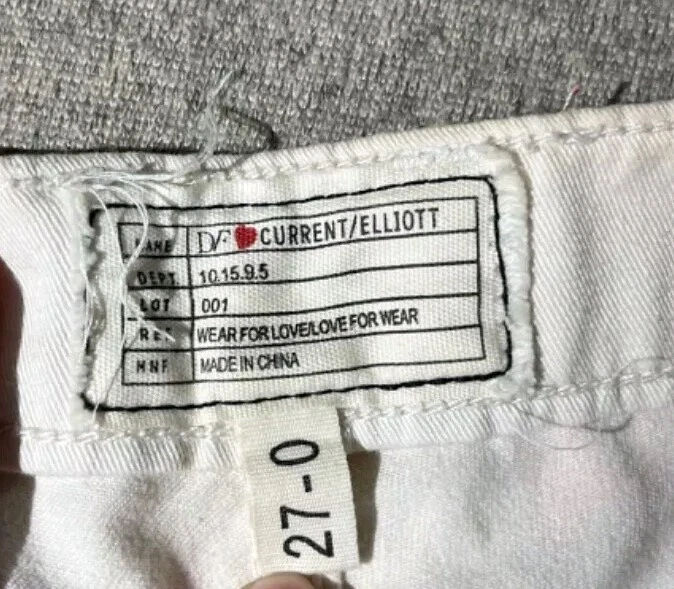 NAME DVF CURRENT/ELLIOTT
DEPT 10.15.9.5
LOT 001
REF WEAR FOR LOVE/LOVE FOR WEAR
MNF MADE IN CHINA
27-0